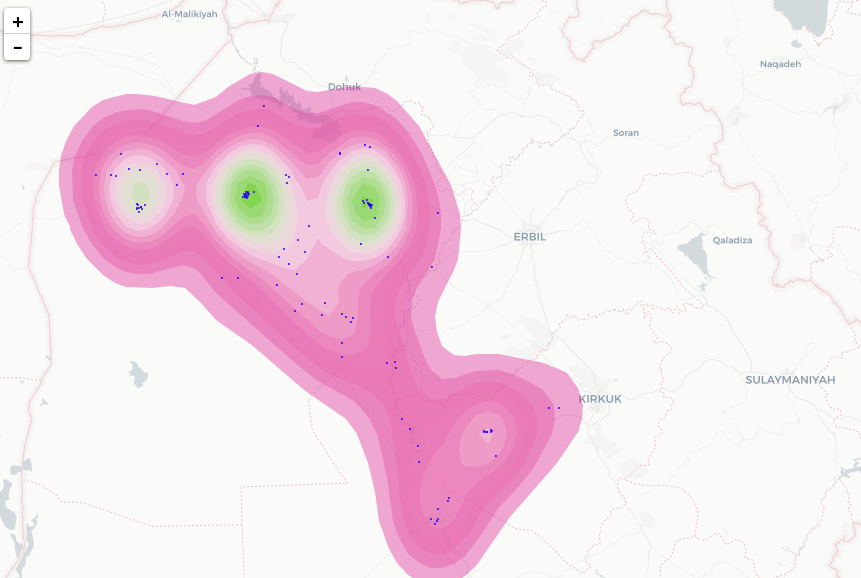 +
Al-Malikiyah
−
Naqadeh
Dohuk
Soran
ERBIL
Qaladiza
SULAYMANIYAH
KIRKUK